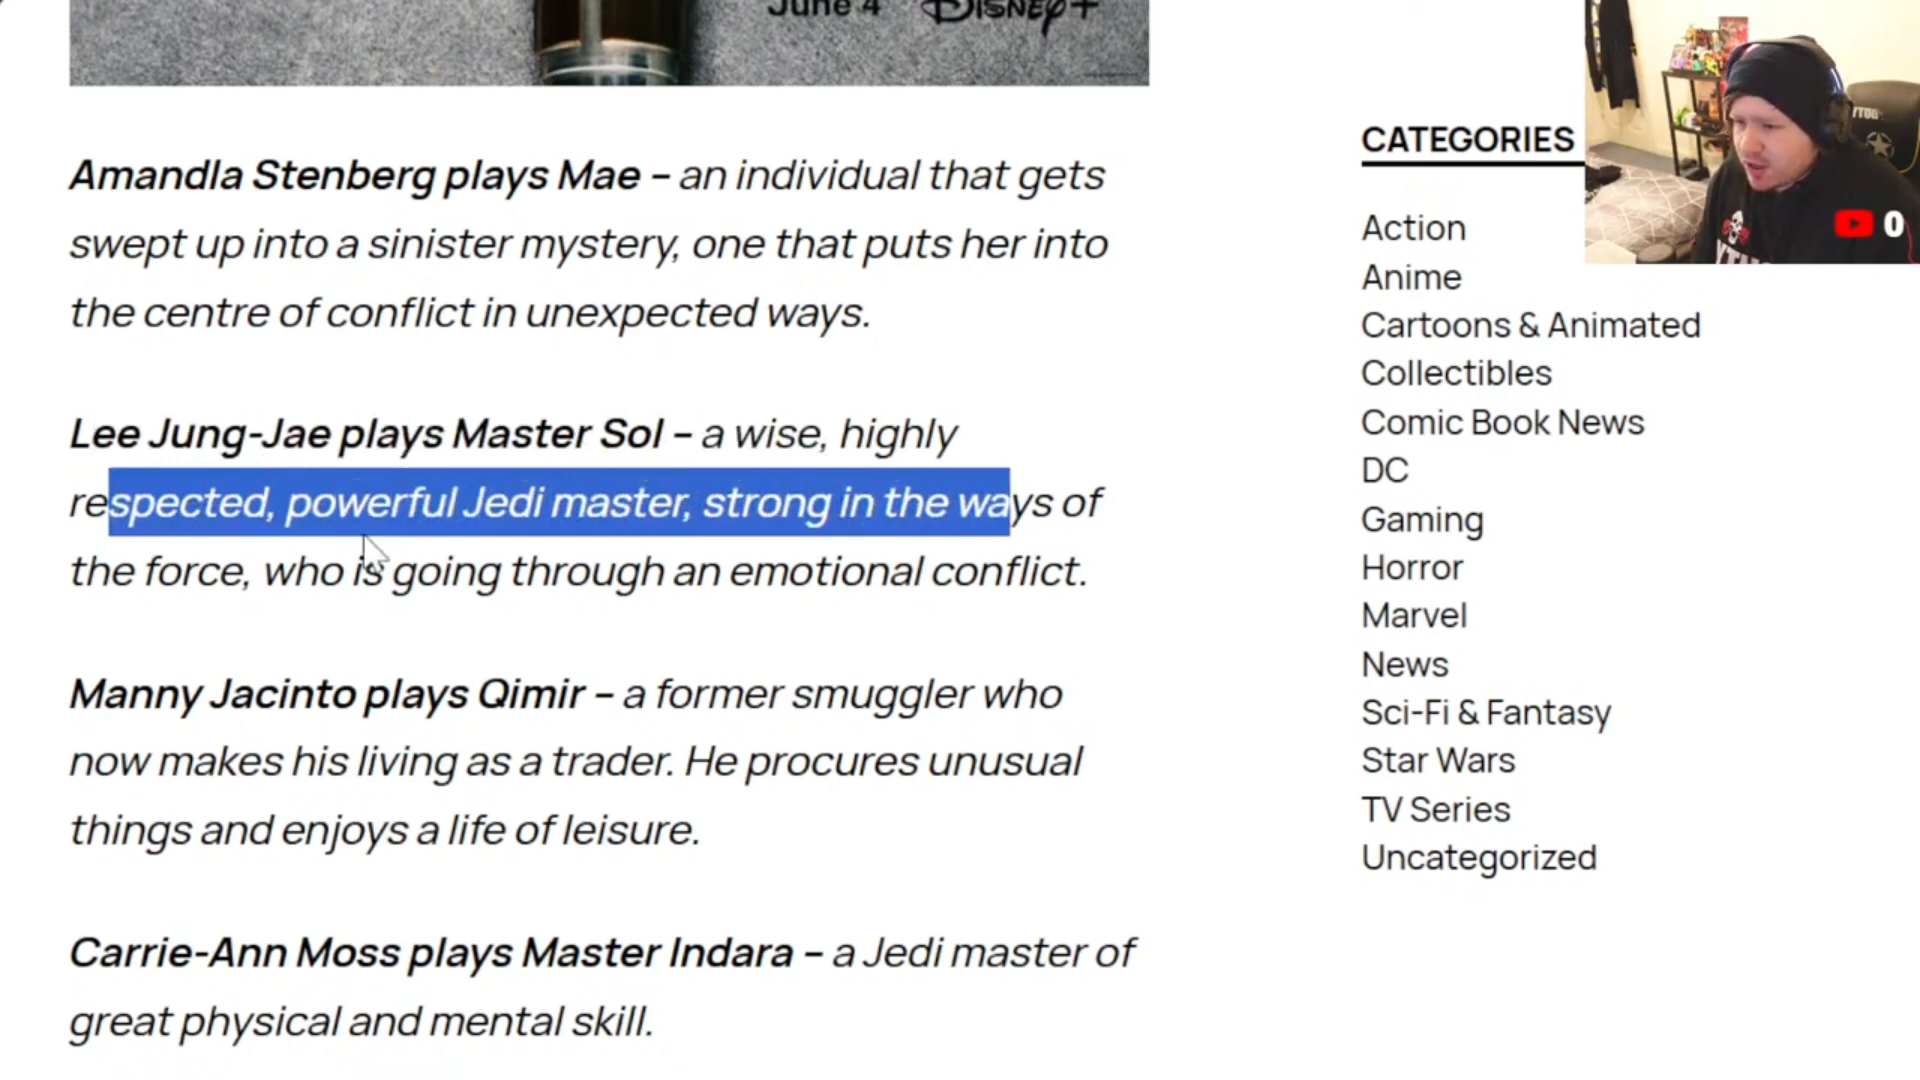 June 4 Disney+
Amandla Stenberg plays Mae – an individual that gets
swept up into a sinister mystery, one that puts her into
the centre of conflict in unexpected ways.
Lee Jung-Jae plays Master Sol – a wise, highly
respected, powerful Jedi master, strong in the ways of
the force, who is going through an emotional conflict.
Manny Jacinto plays Qimir – a former smuggler who
now makes his living as a trader. He procures unusual
things and enjoys a life of leisure.
Carrie-Ann Moss plays Master Indara – a Jedi master of
great physical and mental skill.
CATEGORIES
Action
Anime
Cartoons & Animated
Collectibles
Comic Book News
DC
Gaming
Horror
Marvel
News
Sci-Fi & Fantasy
Star Wars
TV Series
Uncategorized
0